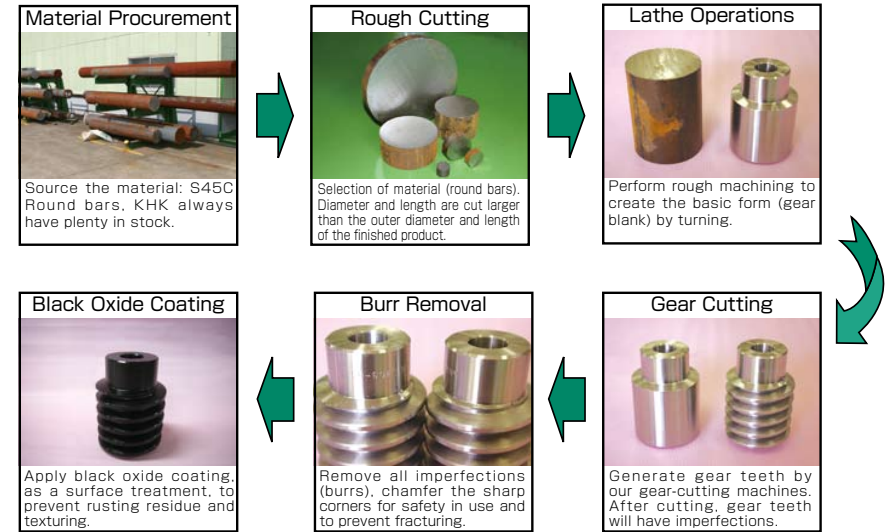 Material Procurement
Source the material: S45C
Round bars, KHK always
have plenty in stock.
Rough Cutting
Selection of material (round bars).
Diameter and length are cut larger
than the outer diameter and length
of the finished product.
Lathe Operations
Perform rough machining to
create the basic form (gear
blank) by turning.
Gear Cutting
Generate gear teeth by
our gear-cutting machines.
After cutting, gear teeth
will have imperfections.
Burr Removal
Remove all imperfections
(burrs), chamfer the sharp
corners for safety in use and
to prevent fracturing.
Black Oxide Coating
Apply black oxide coating,
as a surface treatment, to
prevent rusting residue and
texturing.